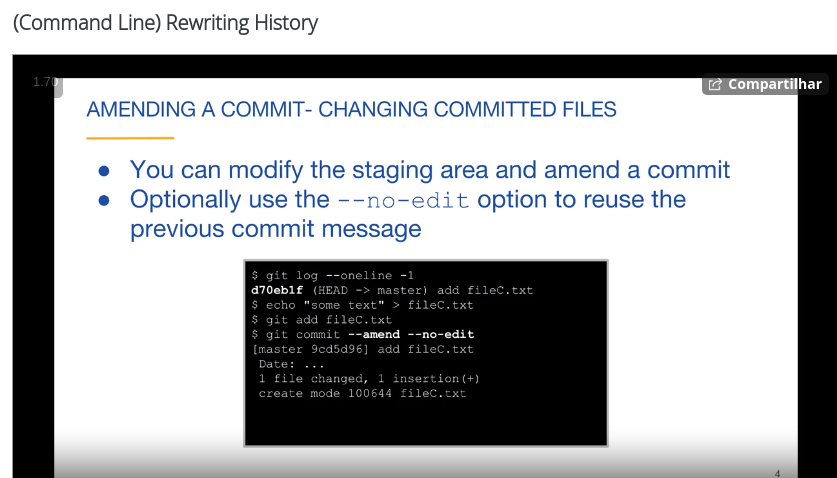 (Command Line) Rewriting History
1.70
Compartilhar
AMENDING A COMMIT- CHANGING COMMITTED FILES
● You can modify the staging area and amend a commit
● Optionally use the --no-edit option to reuse the
previous commit message
$ git log --oneline -1
d70eb1f (HEAD -> master) add fileC.txt
$ echo "some text" > fileC.txt
$ git add fileC.txt
$ git commit --amend --no-edit
[master 9cd5d96] add fileC.txt
Date: ...
1 file changed, 1 insertion(+)
create mode 100644 fileC.txt
4